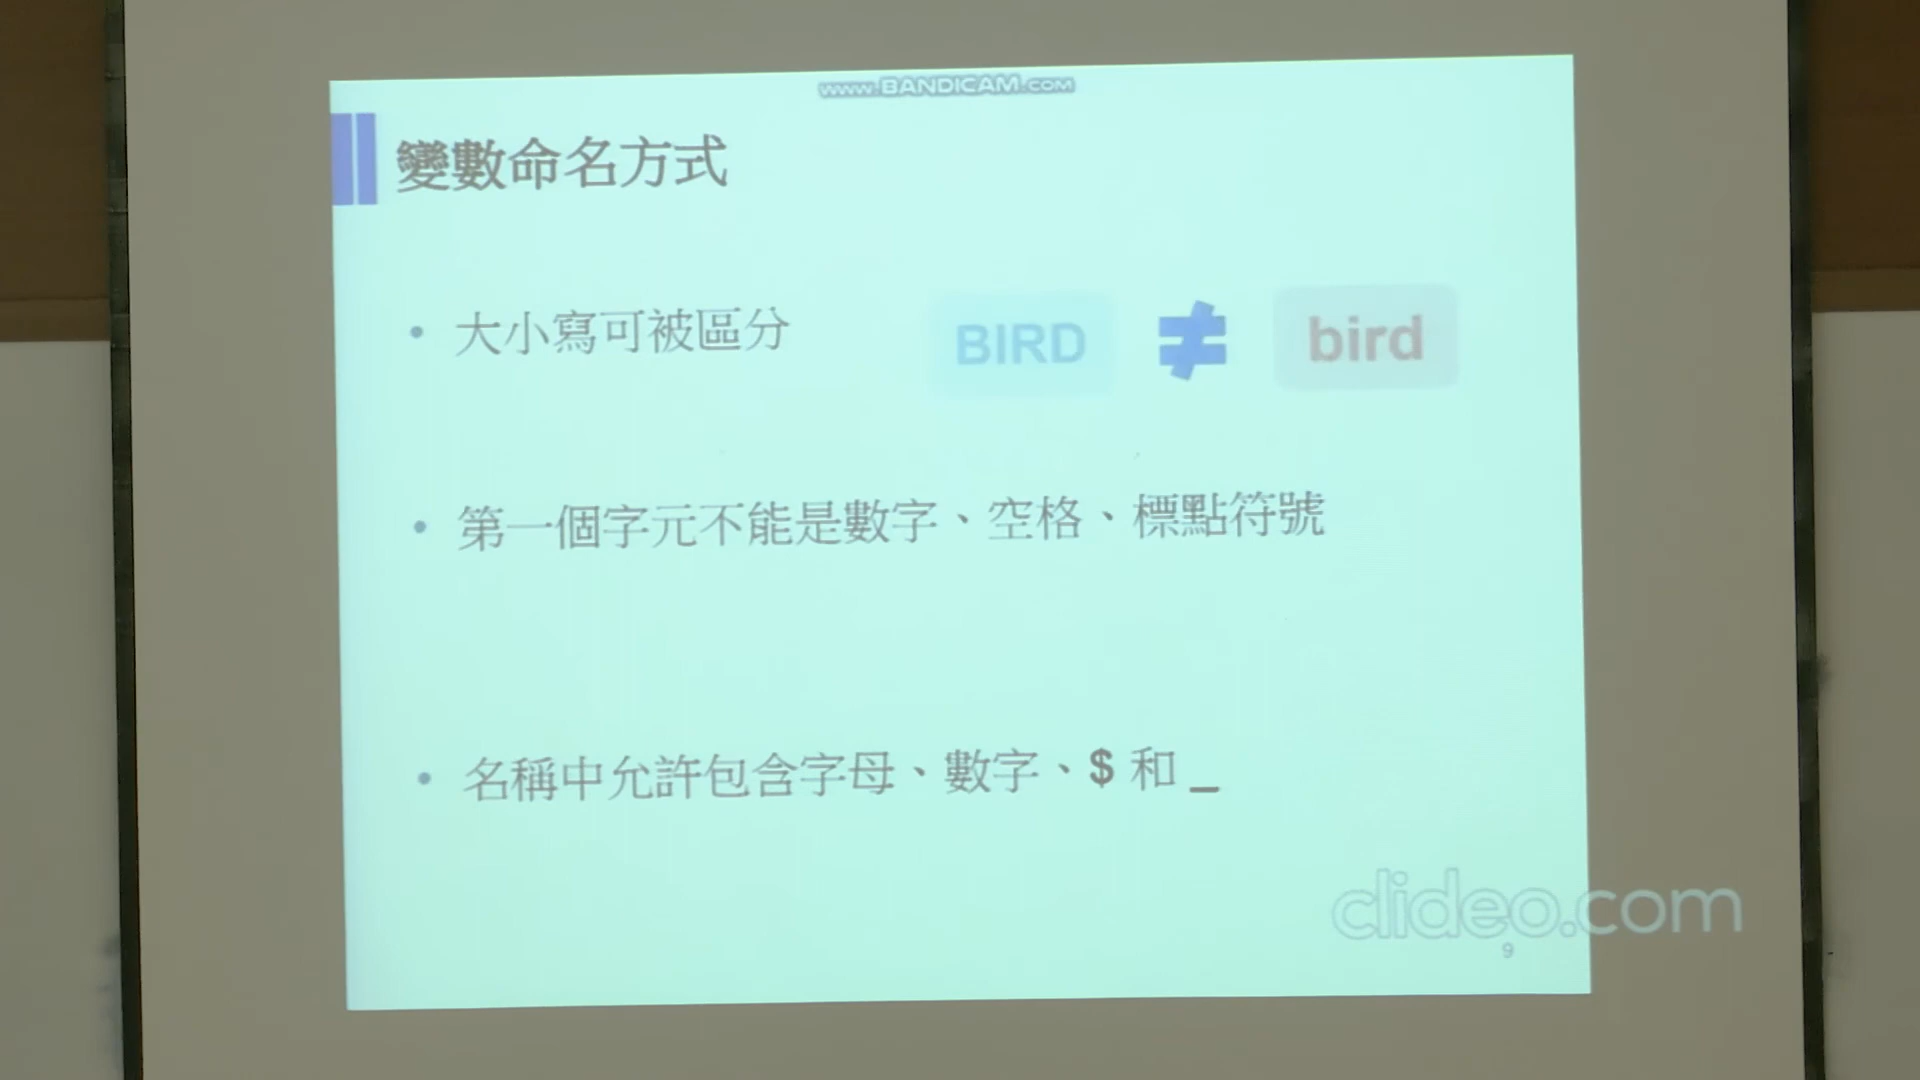 www.BANDICAM.COM
變數命名方式
• 大小寫可被區分 BIRD ≠ bird
• 第一個字元不能是數字、空格、標點符號
• 名稱中允許包含字母、數字、$ 和 _
clideo.com
9